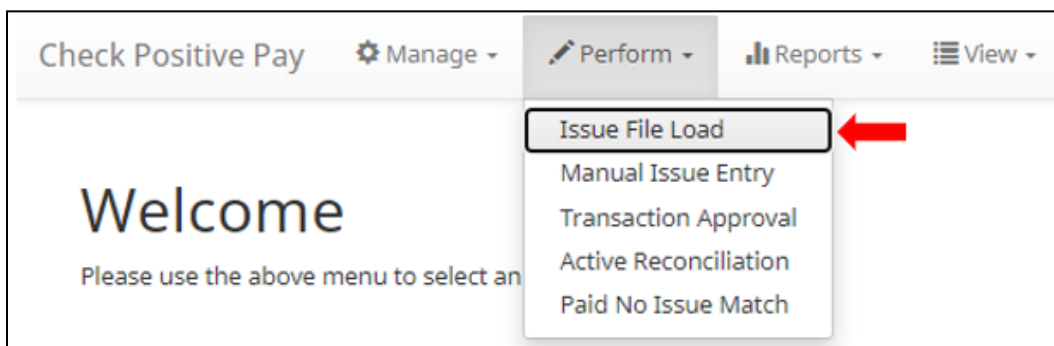 Check Positive Pay Manage Perform Reports View
Issue File Load
Manual Issue Entry
Transaction Approval
Active Reconciliation
Paid No Issue Match
Welcome
Please use the above menu to select an